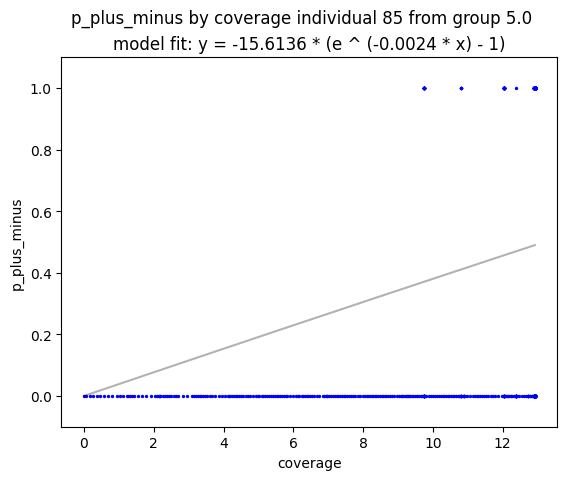 p_plus_minus by coverage individual 85 from group 5.0
model fit: y = -15.6136 * (e ^ (-0.0024 * x) - 1)
1.0
0.8
0.6
0.4
0.2
0.0
p_plus_minus
0 2 4 6 8 10 12
coverage